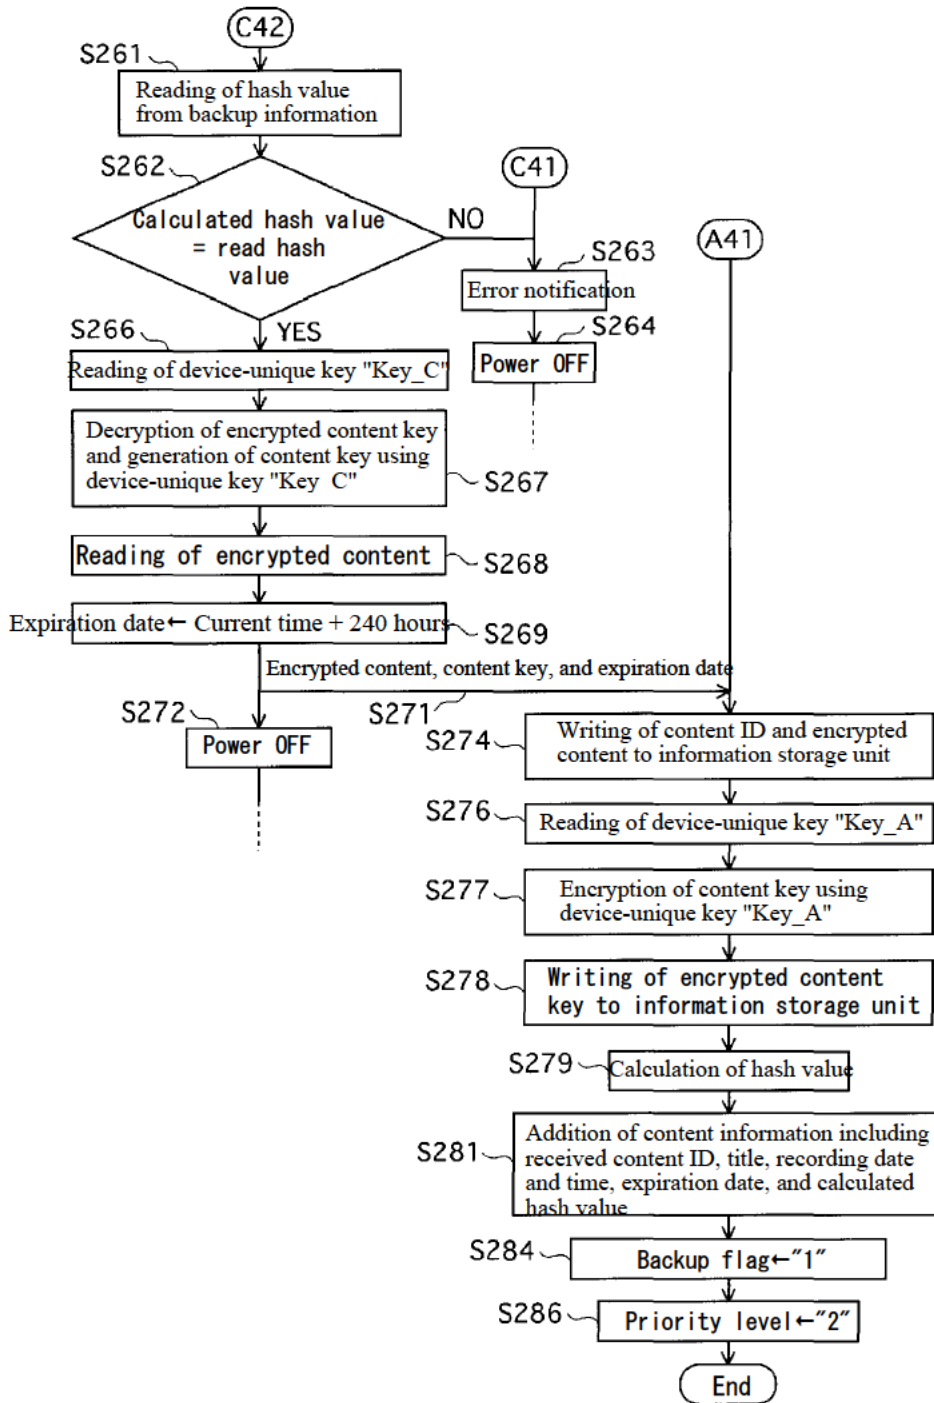 C42
S261
Reading of hash value
from backup information
S262
C41
Calculated hash value
= read hash
value
NO
A41
S263
Error notification
S266
YES
S264
Reading of device-unique key "Key_C"
Power OFF
Decryption of encrypted content key
and generation of content key using
device-unique key "Key C"
S267
Reading of encrypted content
S268
Expiration date← Current time + 240 hours
S269
Encrypted content, content key, and expiration date
S271
S272
Power OFF
S274
Writing of content ID and encrypted
content to information storage unit
S276
Reading of device-unique key "Key_A"
S277
Encryption of content key using
device-unique key "Key_A"
S278
Writing of encrypted content
key to information storage unit
S279
Calculation of hash value
S281
Addition of content information including
received content ID, title, recording date
and time, expiration date, and calculated
hash value
S284
Backup flag←"1"
S286
Priority level←"2"
End